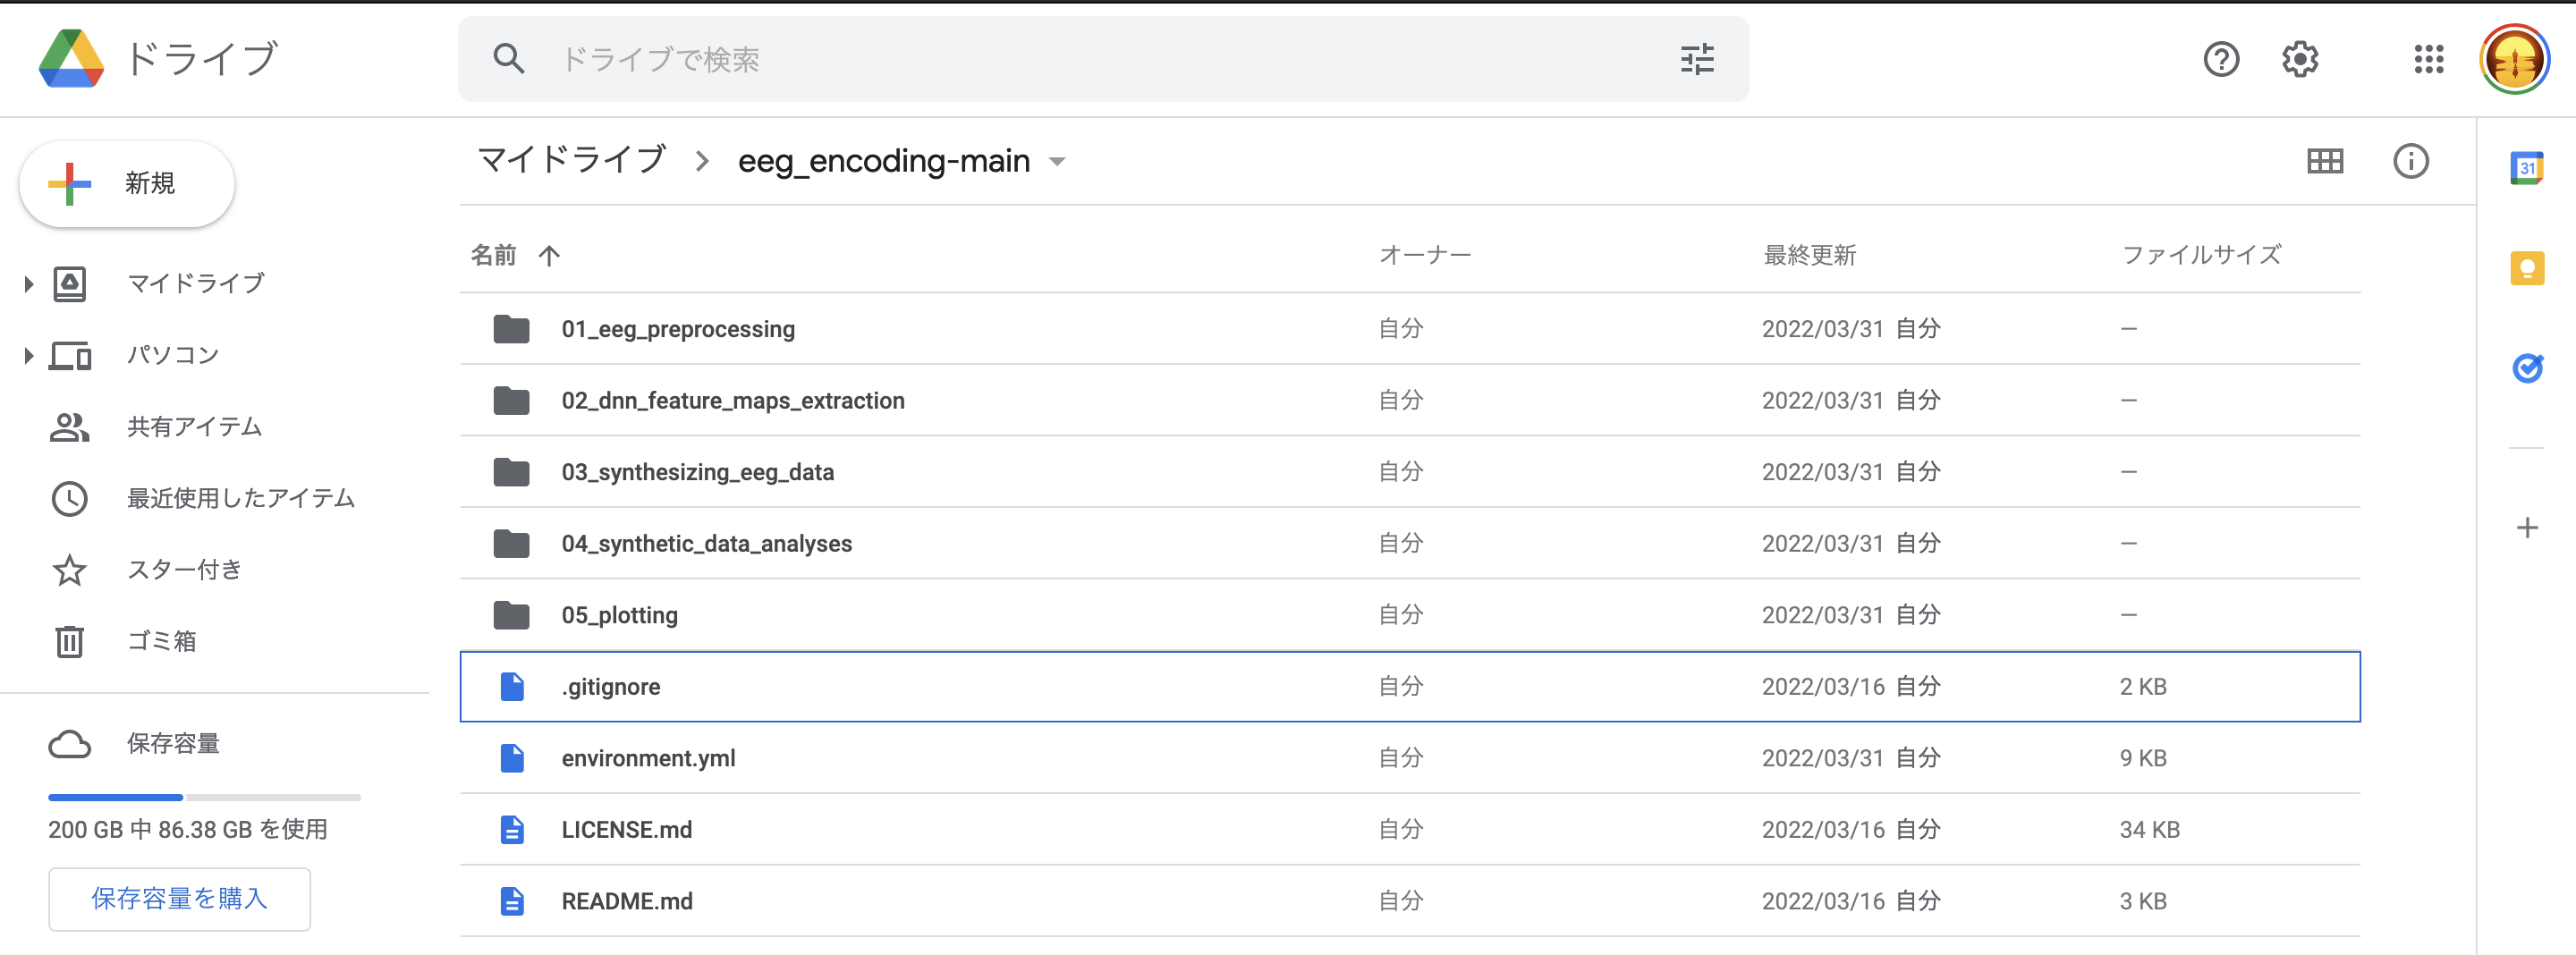 ドライブ
ドライブで検索
新規
マイドライブ
パソコン
共有アイテム
最近使用したアイテム
スター付き
ゴミ箱
保存容量
200 GB 中 86.38 GB を使用
保存容量を購入
マイドライブ eeg_encoding-main
名前 オーナー 最終更新 ファイルサイズ
01_eeg_preprocessing 自分 2022/03/31 自分 —
02_dnn_feature_maps_extraction 自分 2022/03/31 自分 —
03_synthesizing_eeg_data 自分 2022/03/31 自分 —
04_synthetic_data_analyses 自分 2022/03/31 自分 —
05_plotting 自分 2022/03/31 自分 —
.gitignore 自分 2022/03/16 自分 2 KB
environment.yml 自分 2022/03/31 自分 9 KB
LICENSE.md 自分 2022/03/16 自分 34 KB
README.md 自分 2022/03/16 自分 3 KB
31